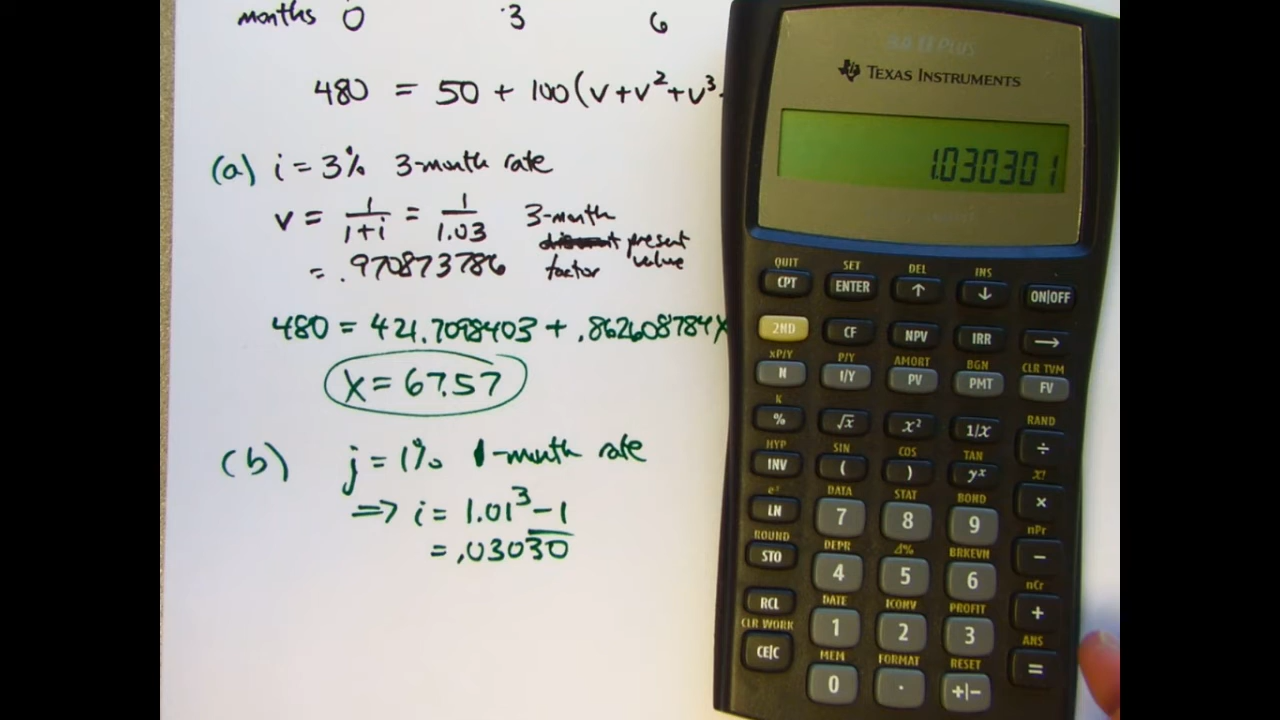 months 0 3 6
480 = 50 + 100(v+v²+v³
(a) i = 3% 3-month rate
v = 1/(1+i) = 1/1.03 3-month
present
= .970873786 factor value
480 = 421.7098403 + .862608784X
X = 67.57
(b) j = 1% 1-month rate
⇒ i = 1.01³ - 1
= .03030
BA II Plus
TEXAS INSTRUMENTS
1.030301
QUIT SET DEL INS
CPT ENTER ↑ ↓ ON|OFF
2ND CF NPV IRR →
xP/Y P/Y AMORT BGN CLR TVM
N I/Y PV PMT FV
K RAND
% √x x² 1/X ÷
HYP SIN COS TAN x!
INV ( ) yˣ ×
eˣ DATA STAT BOND nPr
LN 7 8 9 −
ROUND DEPR Δ% BRKEVN nCr
STO 4 5 6 +
DATE ICONV PROFIT ANS
RCL 1 2 3 =
CLR WORK MEM FORMAT RESET
CE|C 0 . +|−